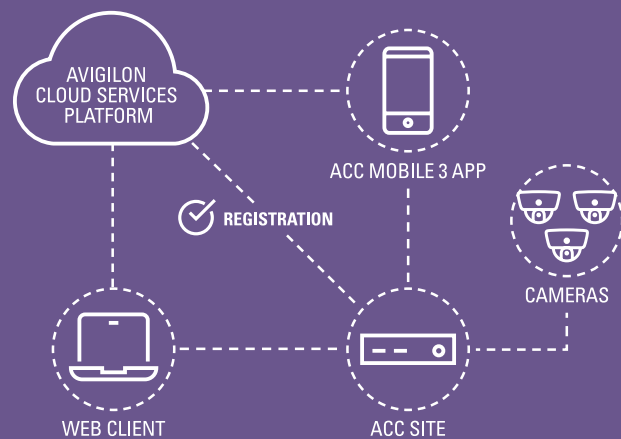 AVIGILON
CLOUD SERVICES
PLATFORM
ACC MOBILE 3 APP
REGISTRATION
CAMERAS
WEB CLIENT
ACC SITE